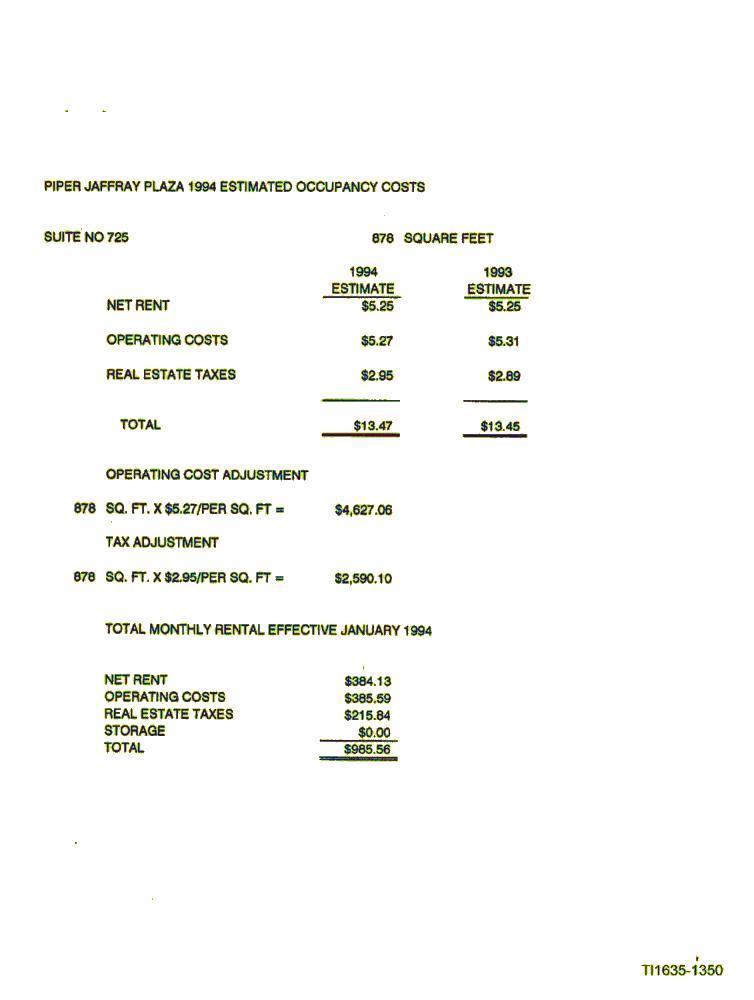 PIPER JAFFRAY PLAZA 1994 ESTIMATED OCCUPANCY COSTS
SUITE NO 725 878 SQUARE FEET
1994 1993
ESTIMATE ESTIMATE
NET RENT $5.25 $5.25
OPERATING COSTS $5.27 $5.31
REAL ESTATE TAXES $2.95 $2.89
TOTAL $13.47 $13.45
OPERATING COST ADJUSTMENT
878 SQ. FT. X $5.27/PER SQ. FT = $4,627.06
TAX ADJUSTMENT
878 SQ. FT. X $2.95/PER SQ. FT = $2,590.10
TOTAL MONTHLY RENTAL EFFECTIVE JANUARY 1994
NET RENT $384.13
OPERATING COSTS $385.59
REAL ESTATE TAXES $215.84
STORAGE $0.00
TOTAL $985.56
TI1635-1350